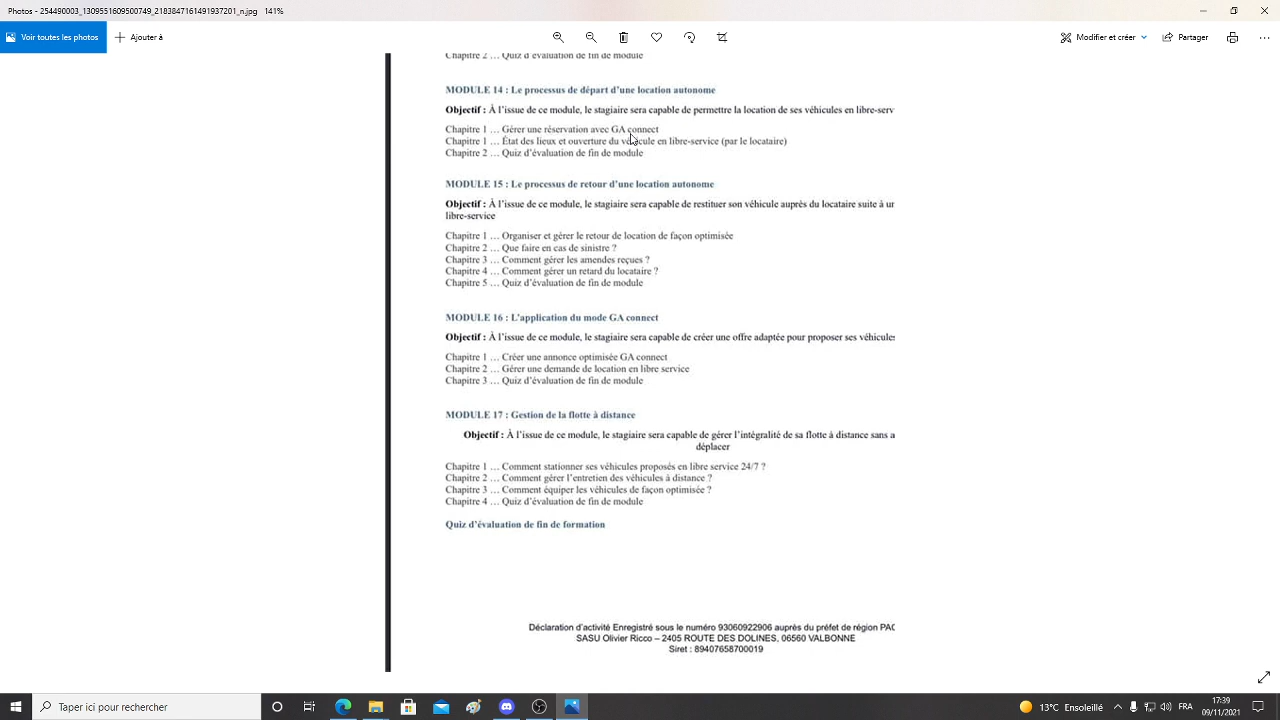 Photos - 254490003_1309551609500749_2183847161491937201_n.jpg 141%
Voir toutes les photos
Ajouter à
Modifier et créer
Partager
Chapitre 2 … Quiz d’évaluation de fin de module
MODULE 14 : Le processus de départ d’une location autonome
Objectif : À l’issue de ce module, le stagiaire sera capable de permettre la location de ses véhicules en libre-serv
Chapitre 1 … Gérer une réservation avec GA connect
Chapitre 1 … État des lieux et ouverture du véhicule en libre-service (par le locataire)
Chapitre 2 … Quiz d’évaluation de fin de module
MODULE 15 : Le processus de retour d’une location autonome
Objectif : À l’issue de ce module, le stagiaire sera capable de restituer son véhicule auprès du locataire suite à un
libre-service
Chapitre 1 … Organiser et gérer le retour de location de façon optimisée
Chapitre 2 … Que faire en cas de sinistre ?
Chapitre 3 … Comment gérer les amendes reçues ?
Chapitre 4 … Comment gérer un retard du locataire ?
Chapitre 5 … Quiz d’évaluation de fin de module
MODULE 16 : L’application du mode GA connect
Objectif : À l’issue de ce module, le stagiaire sera capable de créer une offre adaptée pour proposer ses véhicules
Chapitre 1 … Créer une annonce optimisée GA connect
Chapitre 2 … Gérer une demande de location en libre service
Chapitre 3 … Quiz d’évaluation de fin de module
MODULE 17 : Gestion de la flotte à distance
Objectif : À l’issue de ce module, le stagiaire sera capable de gérer l’intégralité de sa flotte à distance sans a
déplacer
Chapitre 1 … Comment stationner ses véhicules proposés en libre service 24/7 ?
Chapitre 2 … Comment gérer l’entretien des véhicules à distance ?
Chapitre 3 … Comment équiper les véhicules de façon optimisée ?
Chapitre 4 … Quiz d’évaluation de fin de module
Quiz d’évaluation de fin de formation
Déclaration d’activité Enregistré sous le numéro 93060922906 auprès du préfet de région PAC
SASU Olivier Ricco – 2405 ROUTE DES DOLINES, 06560 VALBONNE
Siret : 89407658700019
Taper ici pour rechercher
13°C Ensoleillé
FRA
17:39
09/11/2021